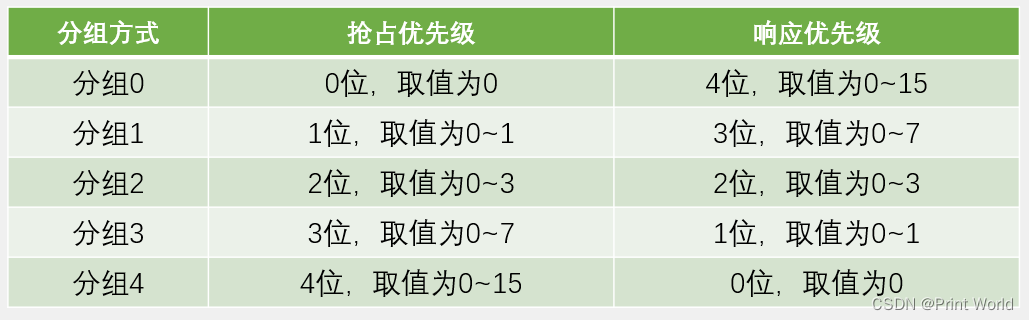 分组方式 抢占优先级 响应优先级
分组0 0位，取值为0 4位，取值为0~15
分组1 1位，取值为0~1 3位，取值为0~7
分组2 2位，取值为0~3 2位，取值为0~3
分组3 3位，取值为0~7 1位，取值为0~1
分组4 4位，取值为0~15 0位，取值为0
CSDN @Print World